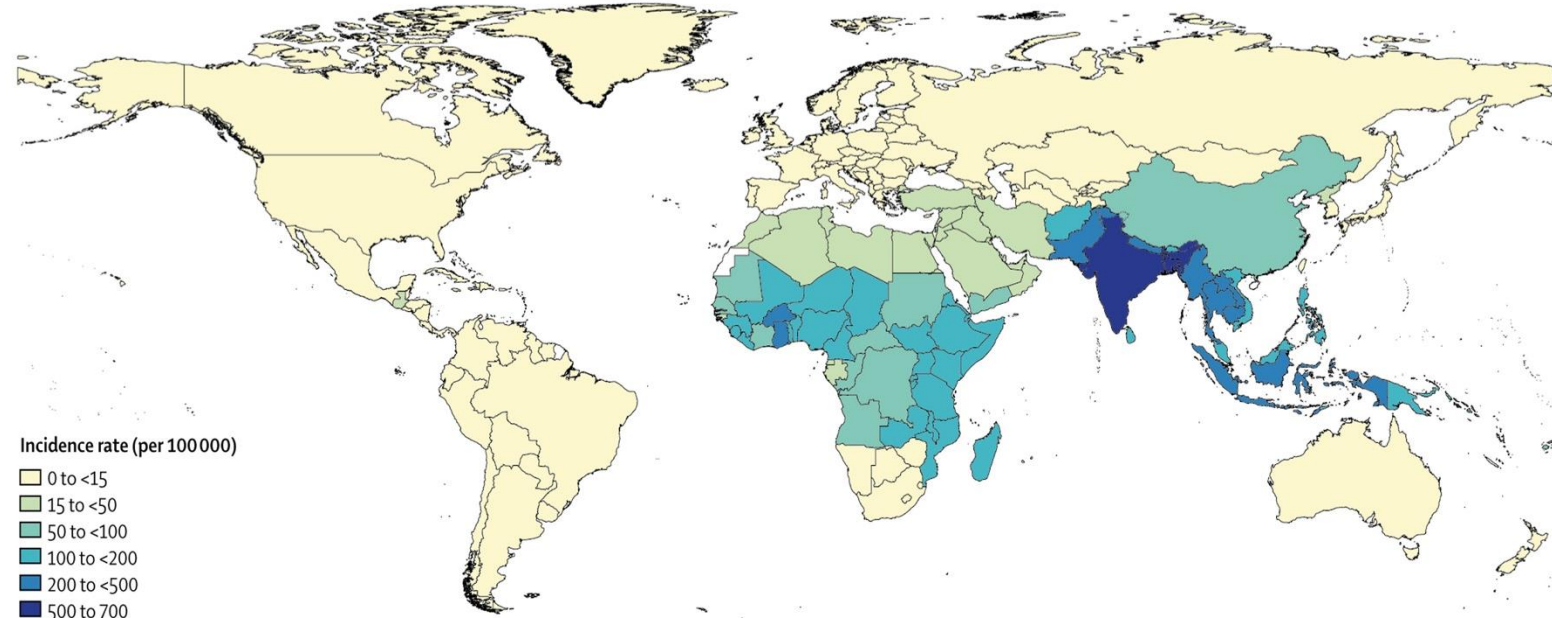 Incidence rate (per 100 000)
0 to <15
15 to <50
50 to <100
100 to <200
200 to <500
500 to 700